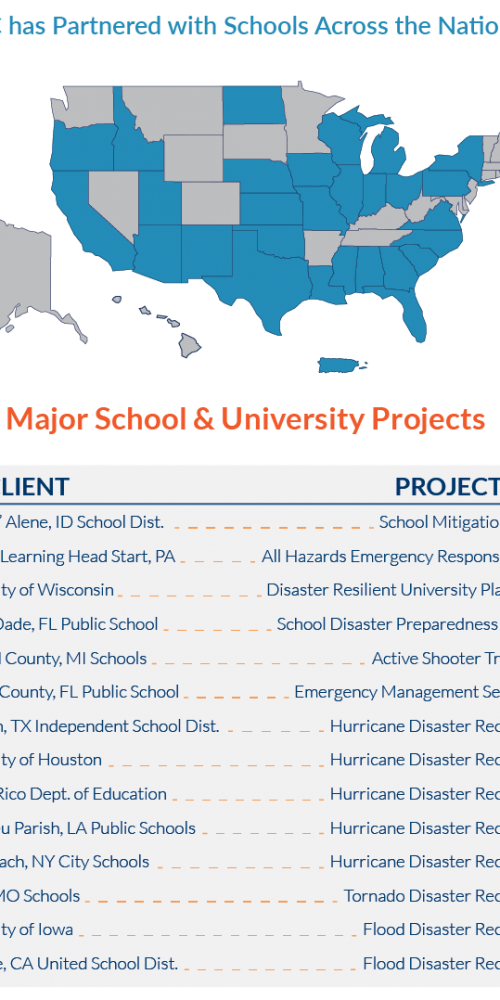 has Partnered with Schools Across the Natio
Major School & University Projects
LIENT PROJECT
' Alene, ID School Dist. School Mitigatio
Learning Head Start, PA All Hazards Emergency Respons
ty of Wisconsin Disaster Resilient University Pla
Dade, FL Public School School Disaster Preparedness
County, MI Schools Active Shooter Tr
County, FL Public School Emergency Management Se
, TX Independent School Dist. Hurricane Disaster Rec
ty of Houston Hurricane Disaster Rec
Rico Dept. of Education Hurricane Disaster Rec
u Parish, LA Public Schools Hurricane Disaster Rec
ach, NY City Schools Hurricane Disaster Rec
MO Schools Tornado Disaster Rec
ty of Iowa Flood Disaster Rec
e, CA United School Dist. Flood Disaster Rec